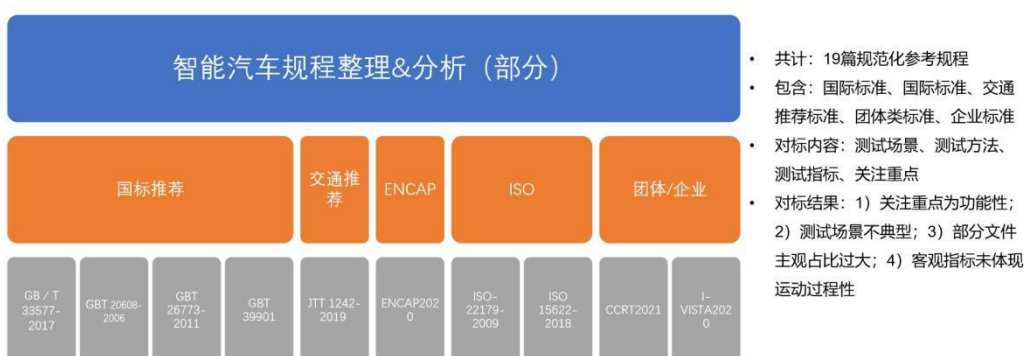 智能汽车规程整理&分析（部分）
国标推荐
交通推
荐
ENCAP
ISO
团体/企业
GB／T
33577-
2017
GBT 20608-
2006
GBT
26773-
2011
GBT
39901
JTT 1242-
2019
ENCAP202
0
ISO-
22179-
2009
ISO
15622-
2018
CCRT2021
I-
VISTA202
0
• 共计：19篇规范化参考规程
• 包含：国际标准、国际标准、交通
推荐标准、团体类标准、企业标准
• 对标内容：测试场景、测试方法、
测试指标、关注重点
• 对标结果：1）关注重点为功能性；
2）测试场景不典型；3）部分文件
主观占比过大；4）客观指标未体现
运动过程性